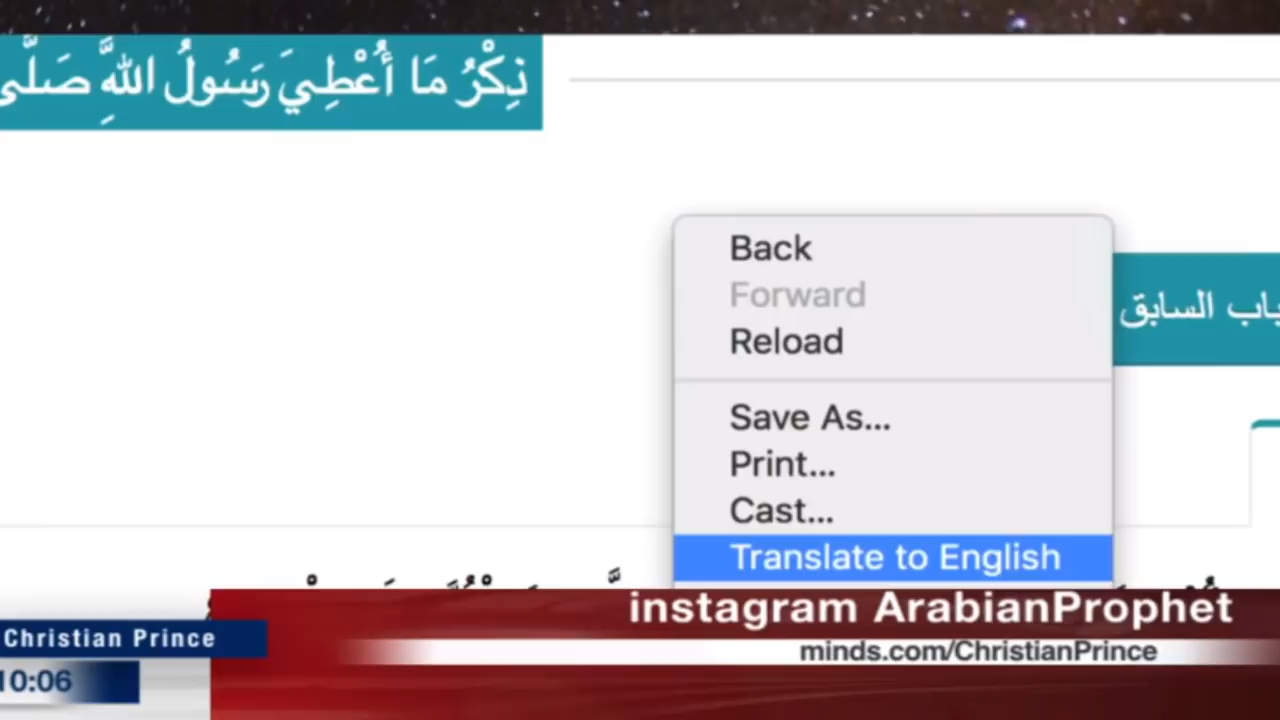 ذِكْرُ مَا أُعْطِيَ رَسُولُ اللَّهِ صَلَّى
Back
Forward
Reload
السابق
Save As...
Print...
Cast...
Translate to English
instagram ArabianProphet
Christian Prince
minds.com/ChristianPrince
10:06